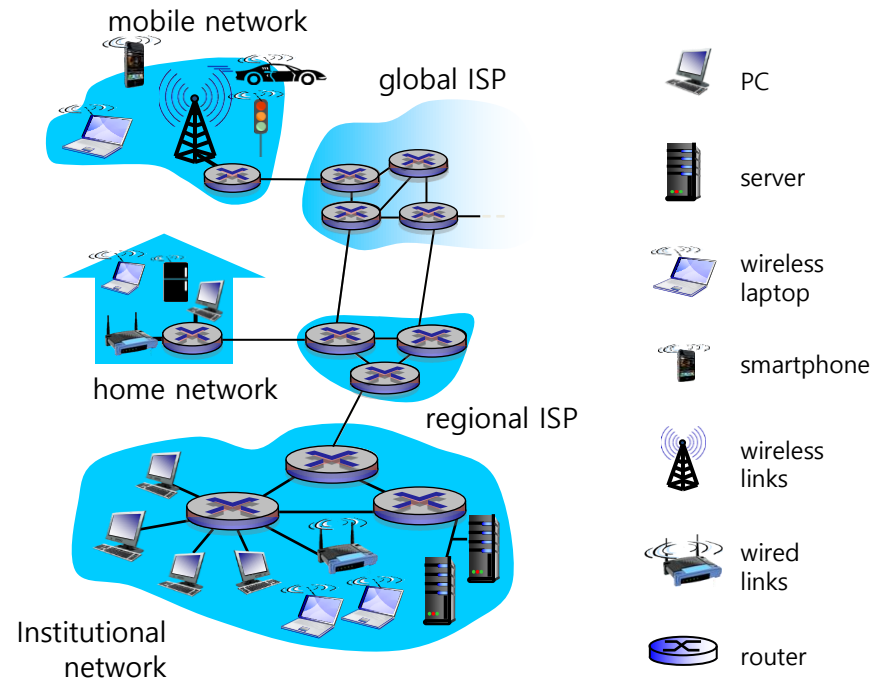 mobile network
global ISP
home network
regional ISP
Institutional
network
PC
server
wireless
laptop
smartphone
wireless
links
wired
links
router